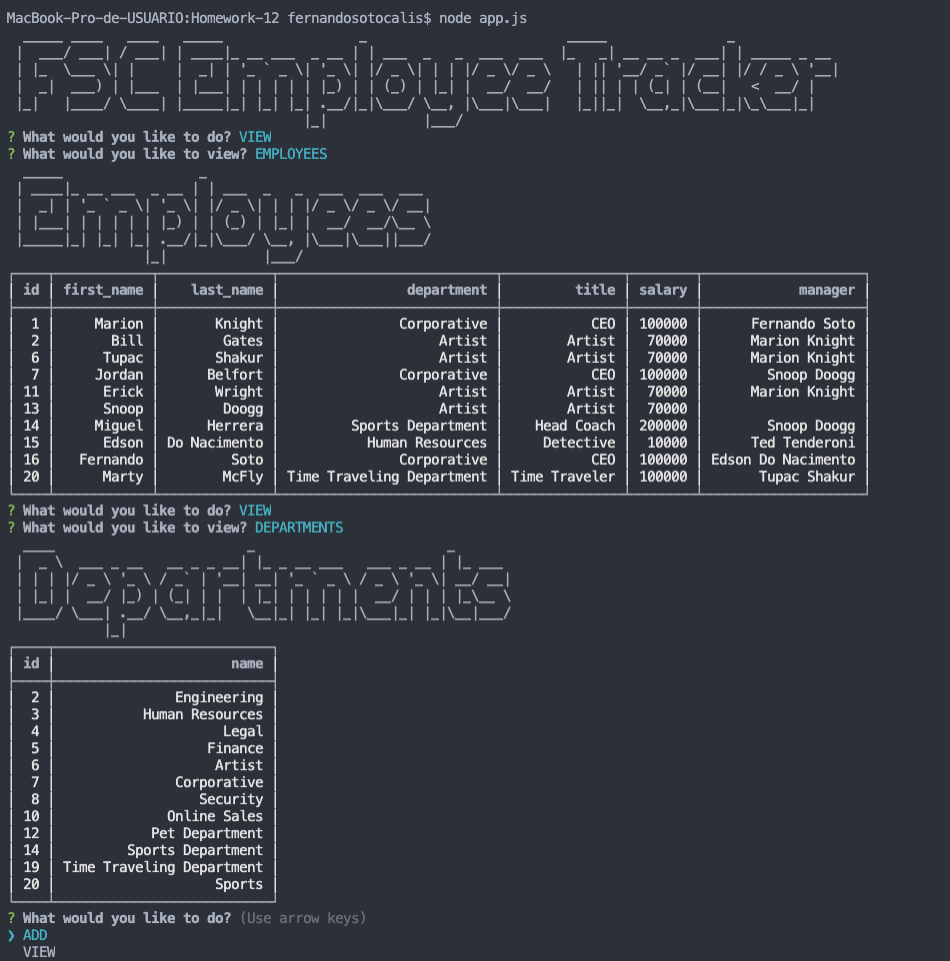 MacBook-Pro-de-USUARIO:Homework-12 fernandosotocalis$ node app.js
FSC Employee Tracker
? What would you like to do? VIEW
? What would you like to view? EMPLOYEES
Employees
id first_name last_name department title salary manager
1 Marion Knight Corporative CEO 100000 Fernando Soto
2 Bill Gates Artist Artist 70000 Marion Knight
6 Tupac Shakur Artist Artist 70000 Marion Knight
7 Jordan Belfort Corporative CEO 100000 Snoop Doogg
11 Erick Wright Artist Artist 70000 Marion Knight
13 Snoop Doogg Artist Artist 70000
14 Miguel Herrera Sports Department Head Coach 200000 Snoop Doogg
15 Edson Do Nacimento Human Resources Detective 10000 Ted Tenderoni
16 Fernando Soto Corporative CEO 100000 Edson Do Nacimento
20 Marty McFly Time Traveling Department Time Traveler 100000 Tupac Shakur
? What would you like to do? VIEW
? What would you like to view? DEPARTMENTS
Departments
id name
2 Engineering
3 Human Resources
4 Legal
5 Finance
6 Artist
7 Corporative
8 Security
10 Online Sales
12 Pet Department
14 Sports Department
19 Time Traveling Department
20 Sports
? What would you like to do? (Use arrow keys)
❯ ADD
VIEW